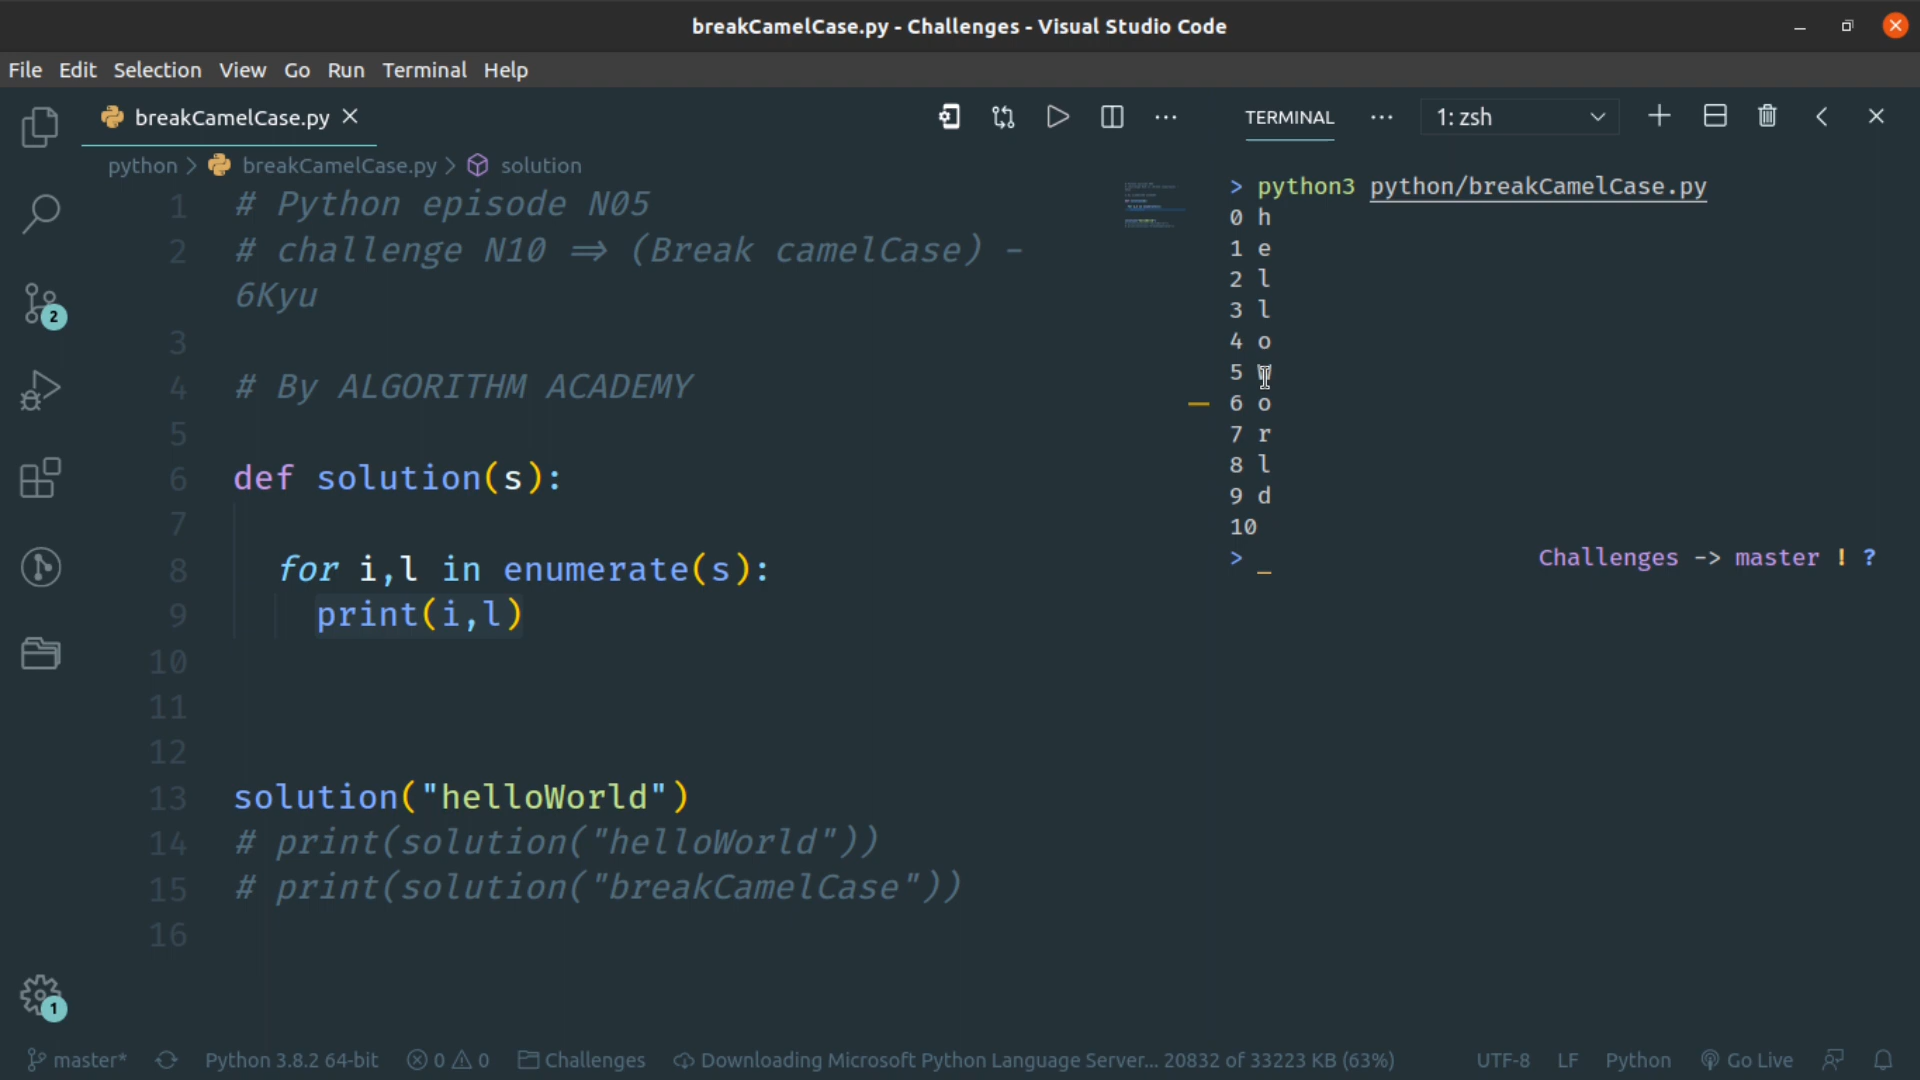 breakCamelCase.py - Challenges - Visual Studio Code
File Edit Selection View Go Run Terminal Help
breakCamelCase.py
TERMINAL
1: zsh
python > breakCamelCase.py > solution
1 # Python episode N05
2 # challenge N10 => (Break camelCase) -
6Kyu
3
4 # By ALGORITHM ACADEMY
5
6 def solution(s):
7
8 for i,l in enumerate(s):
9 print(i,l)
10
11
12
13 solution("helloWorld")
14 # print(solution("helloWorld"))
15 # print(solution("breakCamelCase"))
16
> python3 python/breakCamelCase.py
0 h
1 e
2 l
3 l
4 o
5
6 o
7 r
8 l
9 d
10
> _ Challenges -> master ! ?
2
1
master* Python 3.8.2 64-bit 0 0 Challenges Downloading Microsoft Python Language Server... 20832 of 33223 KB (63%) UTF-8 LF Python Go Live